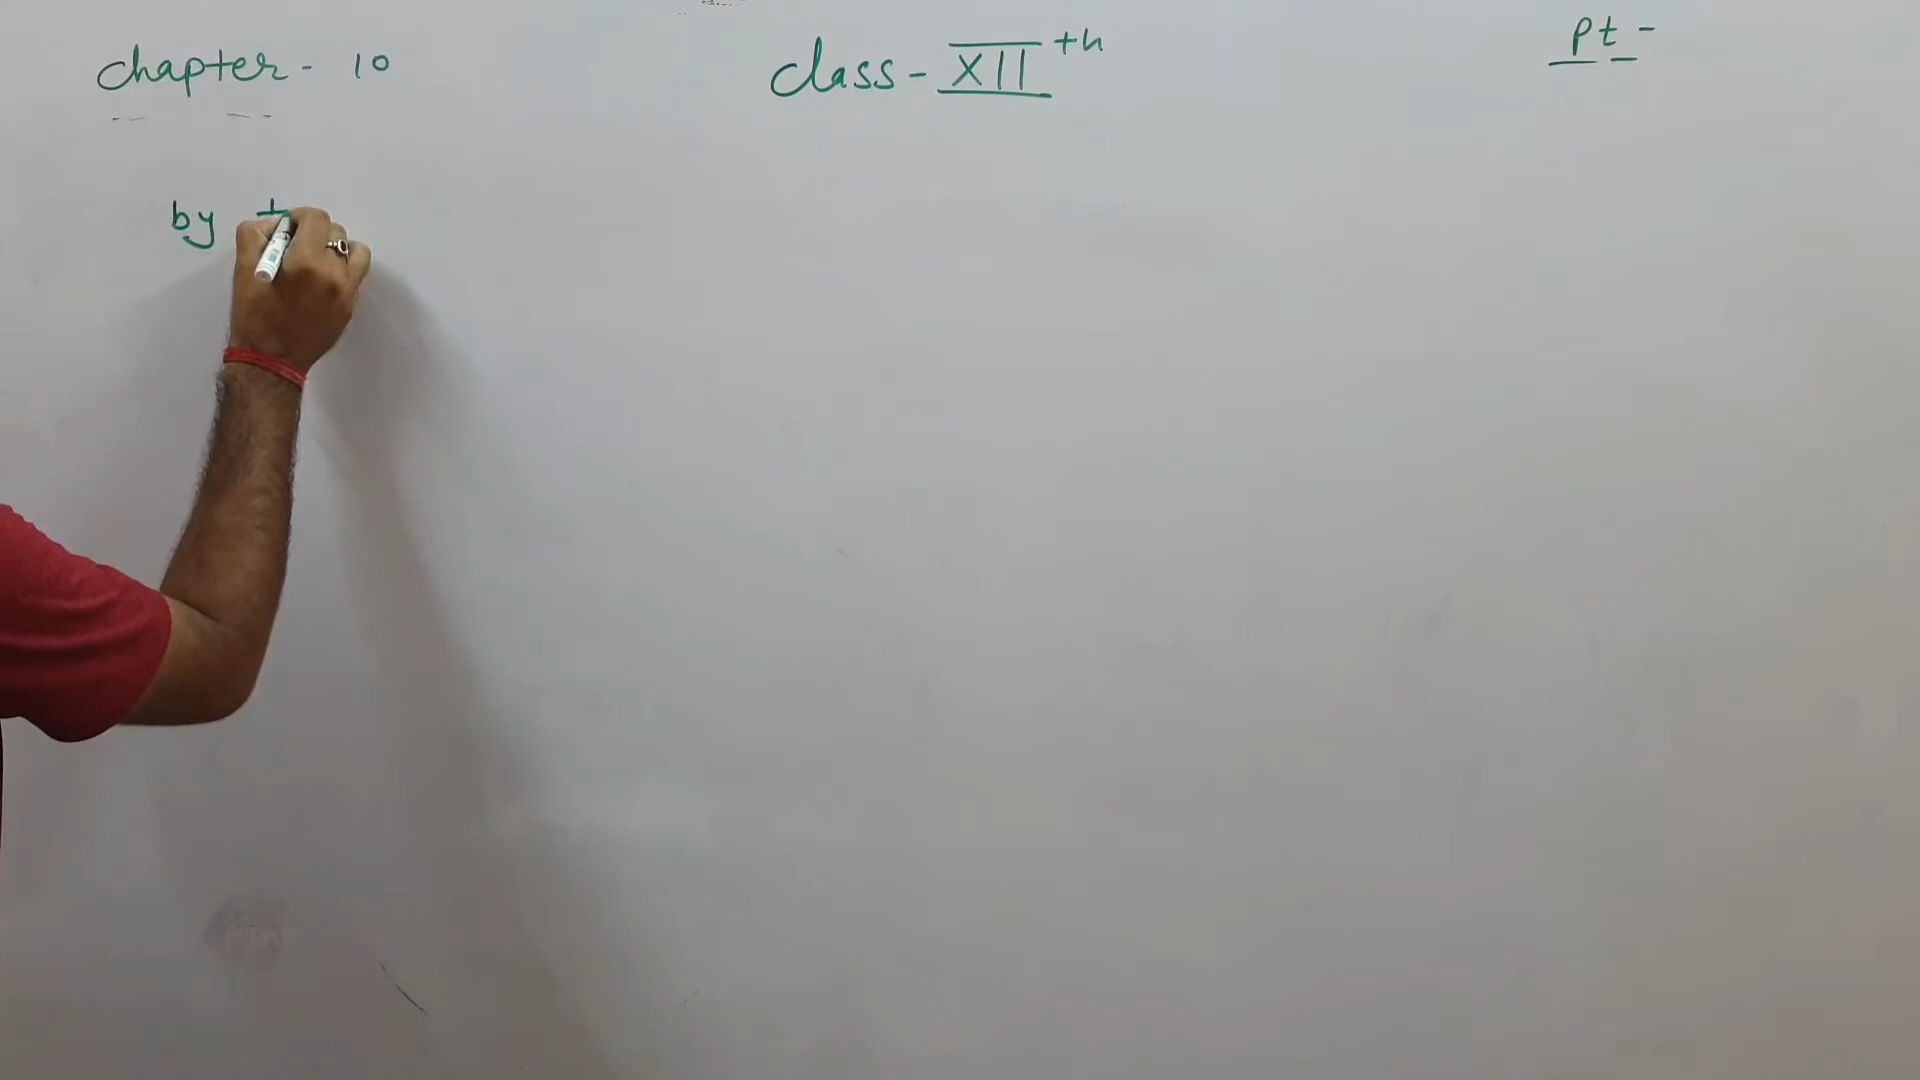 chapter - 10
class - XII th
pt -
by t